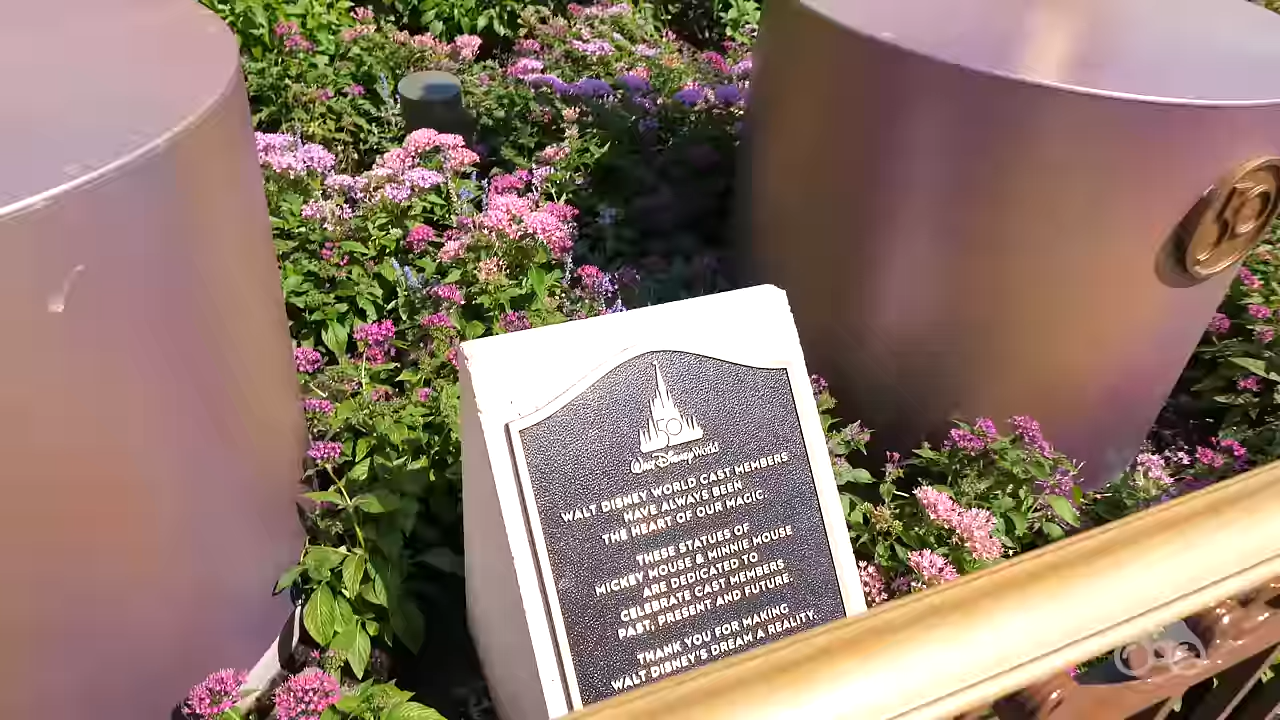 50
50
Walt Disney World
WALT DISNEY WORLD CAST MEMBERS
HAVE ALWAYS BEEN
THE HEART OF OUR MAGIC.
THESE STATUES OF
MICKEY MOUSE & MINNIE MOUSE
ARE DEDICATED TO
CELEBRATE CAST MEMBERS
PAST, PRESENT AND FUTURE.
THANK YOU FOR MAKING
WALT DISNEY'S DREAM A REALITY.